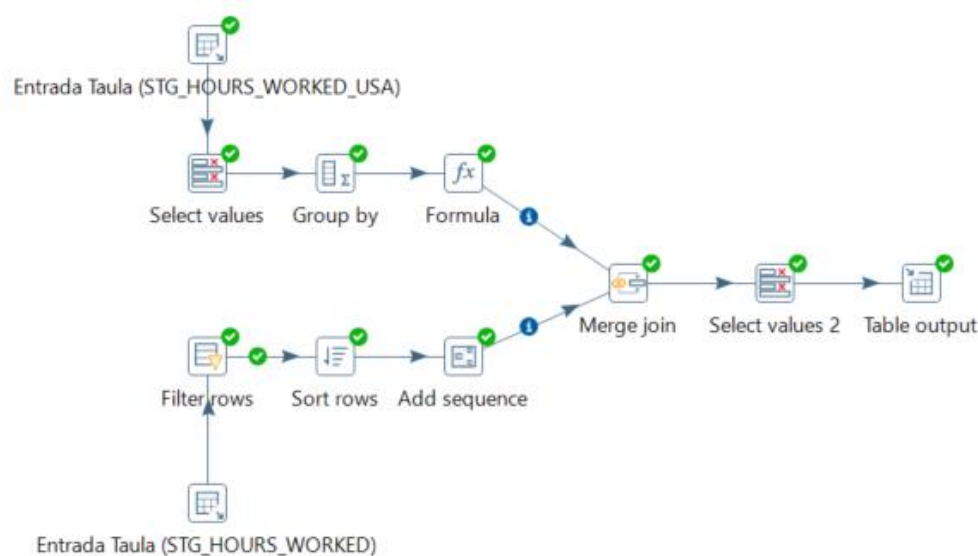 Entrada Taula (STG_HOURS_WORKED_USA)
Select values
Group by
Formula
Merge join
Select values 2
Table output
Filter rows
Sort rows
Add sequence
Entrada Taula (STG_HOURS_WORKED)